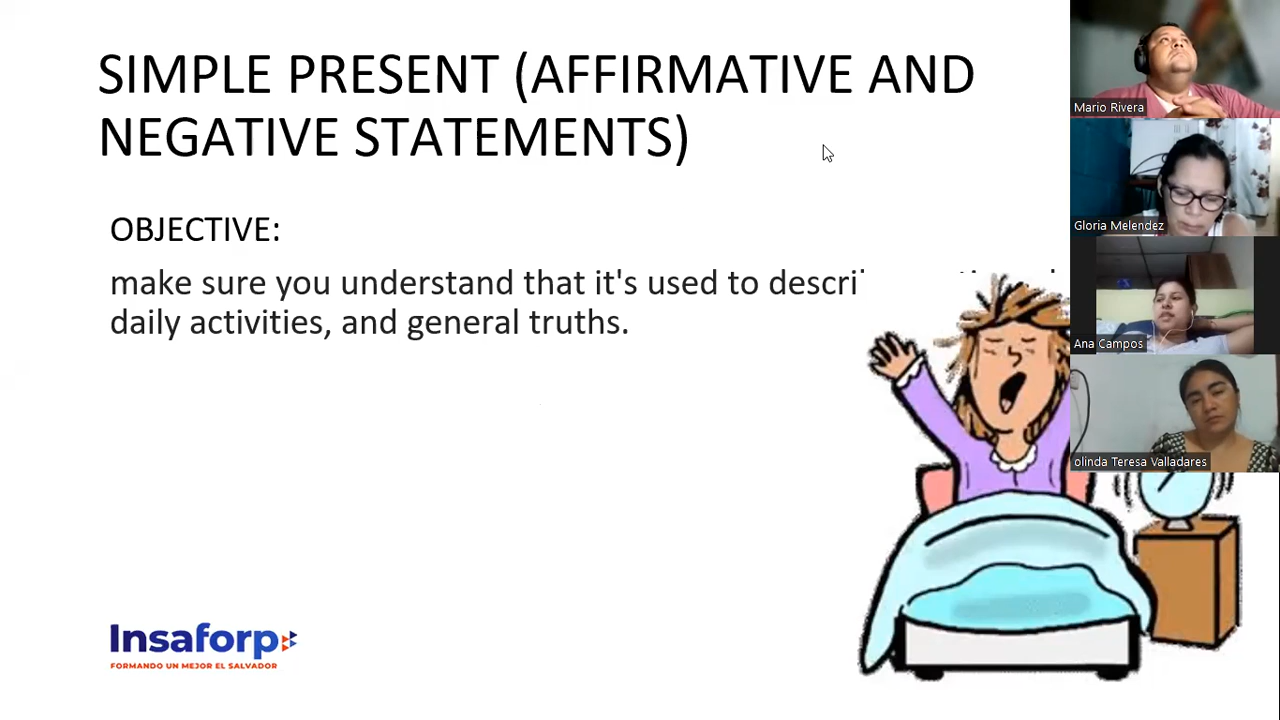 SIMPLE PRESENT (AFFIRMATIVE AND
NEGATIVE STATEMENTS)
OBJECTIVE:
make sure you understand that it's used to
daily activities, and general truths.
Insaforp
FORMANDO UN MEJOR EL SALVADOR
Mario Rivera
Gloria Melendez
Ana Campos
olinda Teresa Valladares